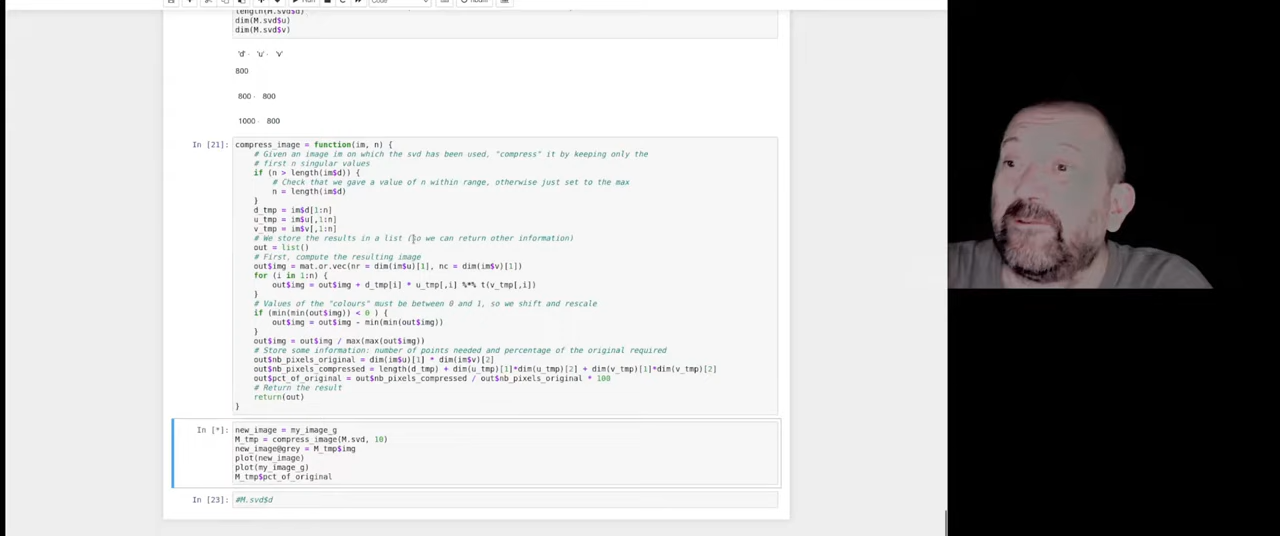 length(M.svd$d)
dim(M.svd$u)
dim(M.svd$v)
'd' · 'u' · 'v'
800
800 · 800
1000 · 800
In [21]: compress_image = function(im, n) {
# Given an image im on which the svd has been used, "compress" it by keeping only the
# first n singular values
if (n > length(im$d)) {
# Check that we gave a value of n within range, otherwise just set to the max
n = length(im$d)
}
d_tmp = im$d[1:n]
u_tmp = im$u[,1:n]
v_tmp = im$v[,1:n]
# We store the results in a list (so we can return other information)
out = list()
# First, compute the resulting image
out$img = mat.or.vec(nr = dim(im$u)[1], nc = dim(im$v)[1])
for (i in 1:n) {
out$img = out$img + d_tmp[i] * u_tmp[,i] %*% t(v_tmp[,i])
}
# Values of the "colours" must be between 0 and 1, so we shift and rescale
if (min(min(out$img)) < 0 ) {
out$img = out$img - min(min(out$img))
}
out$img = out$img / max(max(out$img))
# Store some information: number of points needed and percentage of the original required
out$nb_pixels_original = dim(im$u)[1] * dim(im$v)[2]
out$nb_pixels_compressed = length(d_tmp) + dim(u_tmp)[1]*dim(u_tmp)[2] + dim(v_tmp)[1]*dim(v_tmp)[2]
out$pct_of_original = out$nb_pixels_compressed / out$nb_pixels_original * 100
# Return the result
return(out)
}
In [*]: new_image = my_image_g
M_tmp = compress_image(M.svd, 10)
new_image@grey = M_tmp$img
plot(new_image)
plot(my_image_g)
M_tmp$pct_of_original
In [23]: #M.svd$d